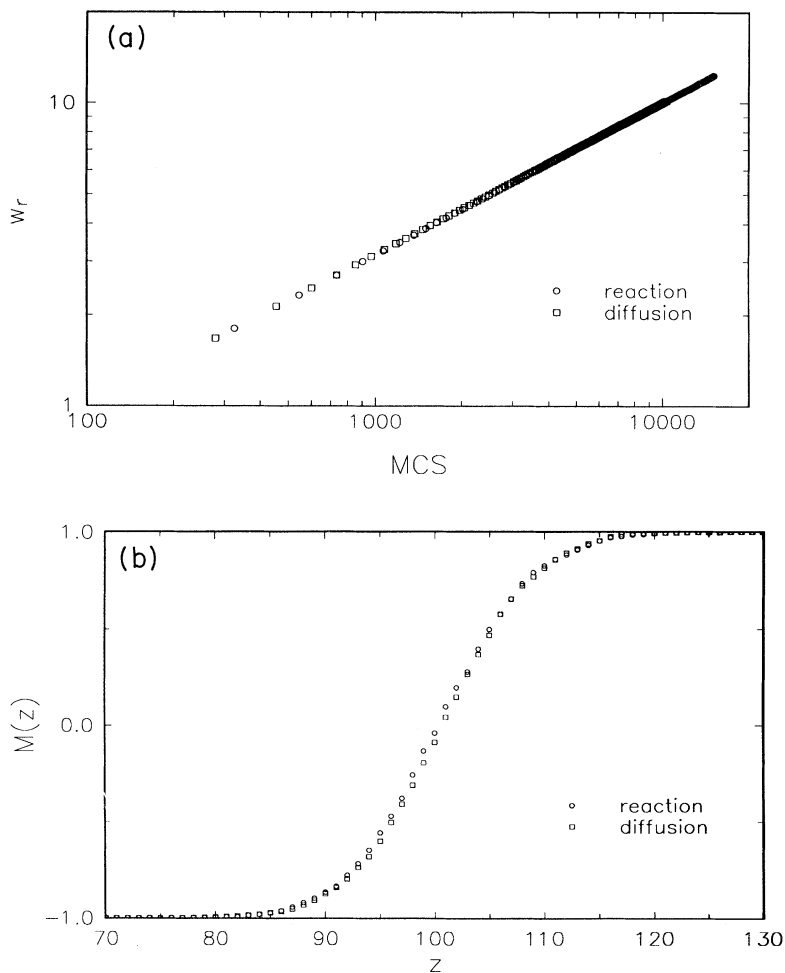 (a)
10
w_r
○ reaction
□ diffusion
1
100 1000 10000
MCS
1.0
(b)
M(z)
0.0
○ reaction
□ diffusion
-1.0
70 80 90 100 110 120 130
z